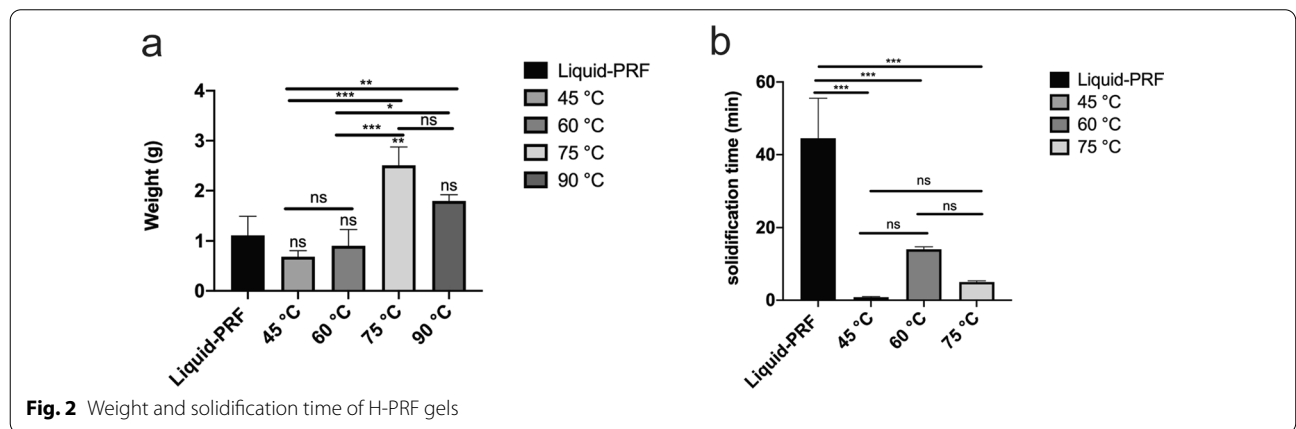 a
Weight (g)
4
3
2
1
0
**
***
*
ns
***
**
ns
ns
ns
ns
Liquid-PRF
45 °C
60 °C
75 °C
90 °C
Liquid-PRF
45 °C
60 °C
75 °C
90 °C
b
solidification time (min)
60
40
20
0
***
***
***
ns
ns
ns
Liquid-PRF
45 °C
60 °C
75 °C
Liquid-PRF
45 °C
60 °C
75 °C
Fig. 2 Weight and solidification time of H-PRF gels